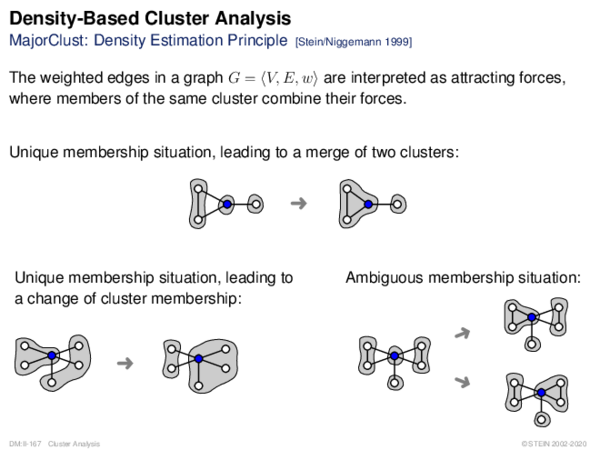 Density-Based Cluster Analysis
MajorClust: Density Estimation Principle [Stein/Niggemann 1999]
The weighted edges in a graph G = ⟨V, E, w⟩ are interpreted as attracting forces,
where members of the same cluster combine their forces.
Unique membership situation, leading to a merge of two clusters:
Unique membership situation, leading to
a change of cluster membership:
Ambiguous membership situation:
DM:II-167 Cluster Analysis
©STEIN 2002-2020